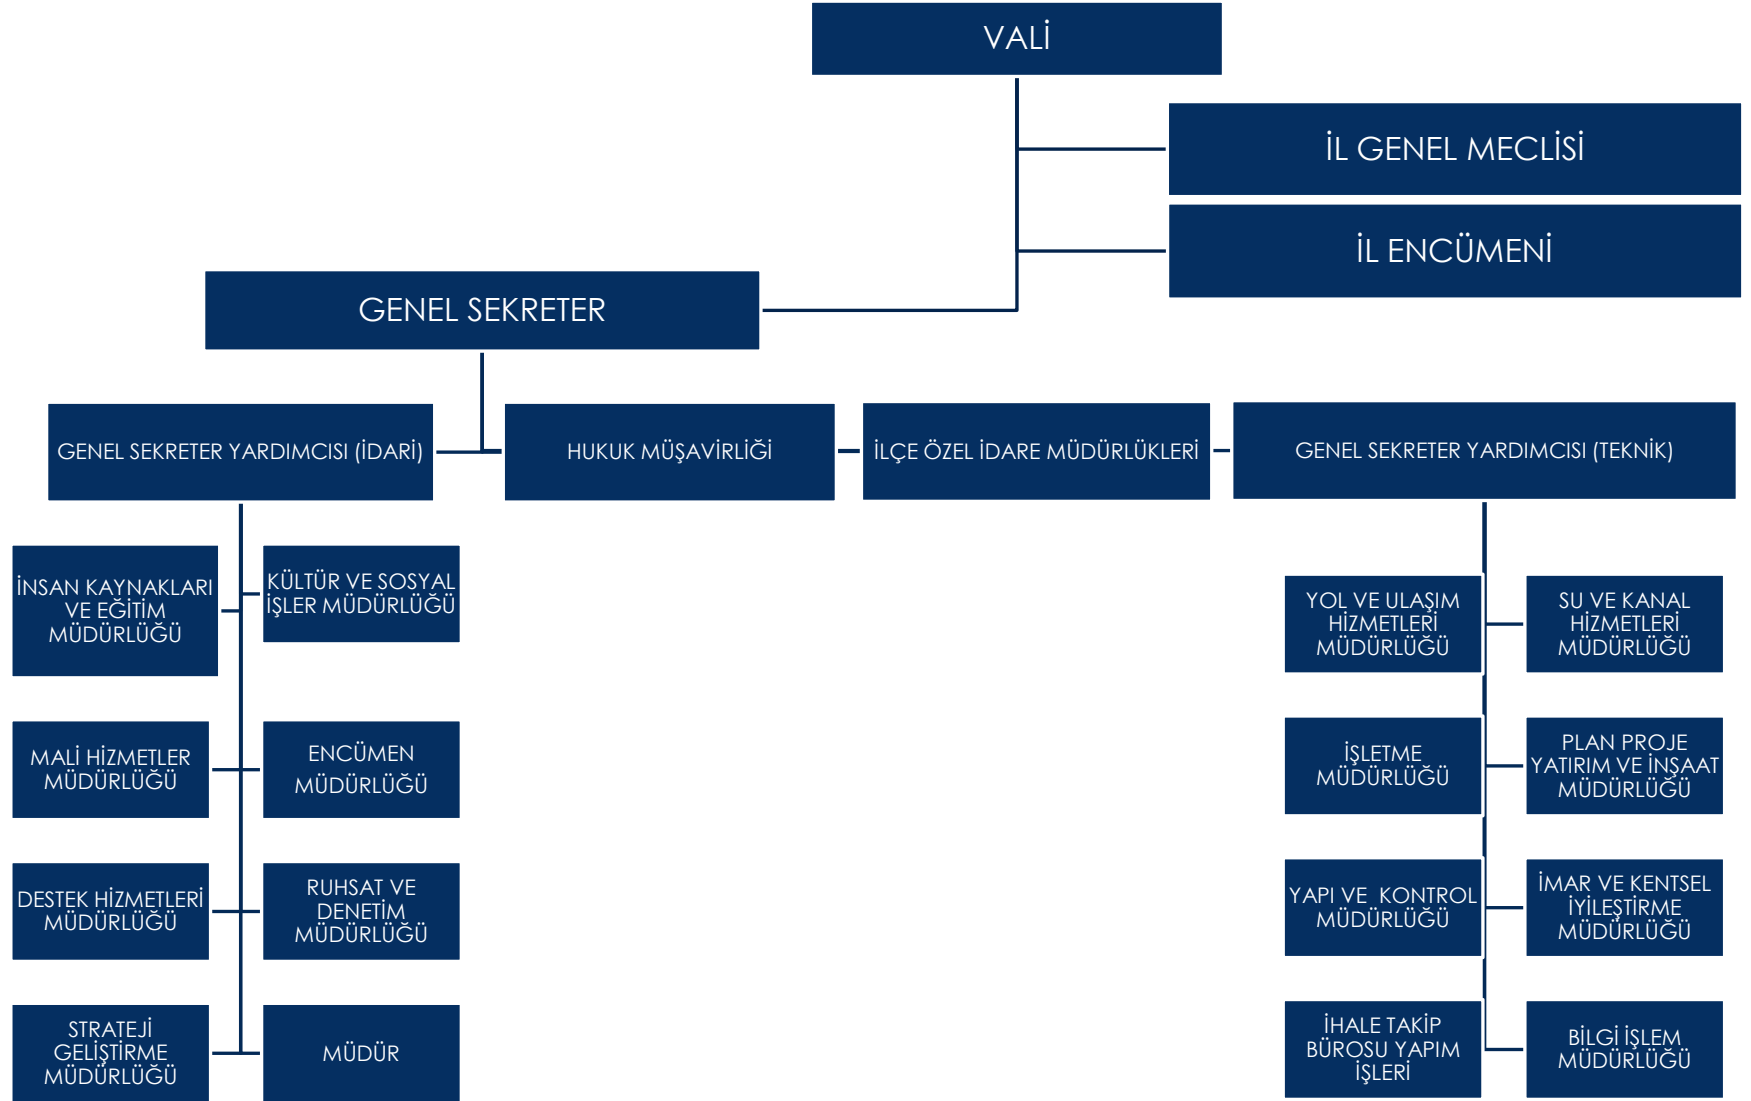 VALİ
İL GENEL MECLİSİ
İL ENCÜMENİ
GENEL SEKRETER
GENEL SEKRETER YARDIMCISI (İDARİ)
HUKUK MÜŞAVİRLİĞİ
İLÇE ÖZEL İDARE MÜDÜRLÜKLERİ
GENEL SEKRETER YARDIMCISI (TEKNİK)
İNSAN KAYNAKLARI
VE EĞİTİM
MÜDÜRLÜĞÜ
KÜLTÜR VE SOSYAL
İŞLER MÜDÜRLÜĞÜ
YOL VE ULAŞIM
HİZMETLERİ
MÜDÜRLÜĞÜ
SU VE KANAL
HİZMETLERİ
MÜDÜRLÜĞÜ
MALİ HİZMETLER
MÜDÜRLÜĞÜ
ENCÜMEN
MÜDÜRLÜĞÜ
İŞLETME
MÜDÜRLÜĞÜ
PLAN PROJE
YATIRIM VE İNŞAAT
MÜDÜRLÜĞÜ
DESTEK HİZMETLERİ
MÜDÜRLÜĞÜ
RUHSAT VE
DENETİM
MÜDÜRLÜĞÜ
YAPI VE  KONTROL
MÜDÜRLÜĞÜ
İMAR VE KENTSEL
İYİLEŞTİRME
MÜDÜRLÜĞÜ
STRATEJİ
GELİŞTİRME
MÜDÜRLÜĞÜ
MÜDÜR
İHALE TAKİP
BÜROSU YAPIM
İŞLERİ
BİLGİ İŞLEM
MÜDÜRLÜĞÜ